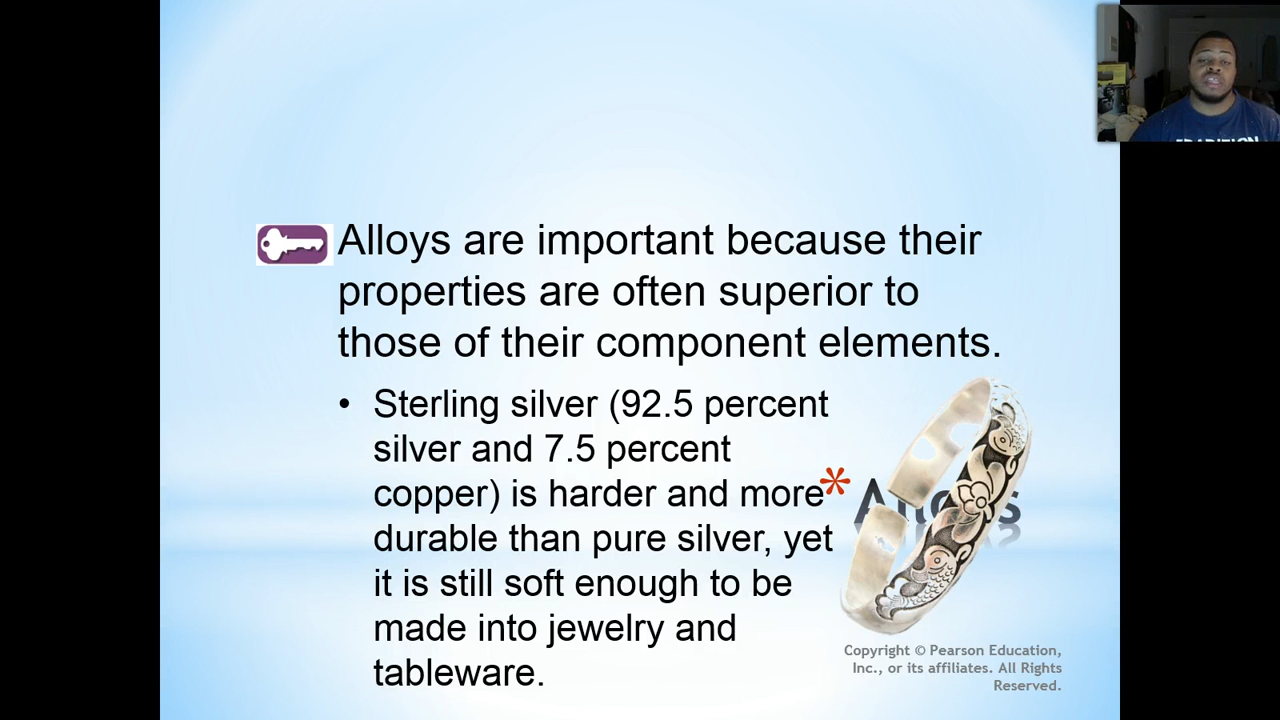 Alloys are important because their
properties are often superior to
those of their component elements.
• Sterling silver (92.5 percent
silver and 7.5 percent
copper) is harder and more
durable than pure silver, yet
it is still soft enough to be
made into jewelry and
tableware.
* Alloys
Copyright © Pearson Education,
Inc., or its affiliates. All Rights
Reserved.
TRADITION